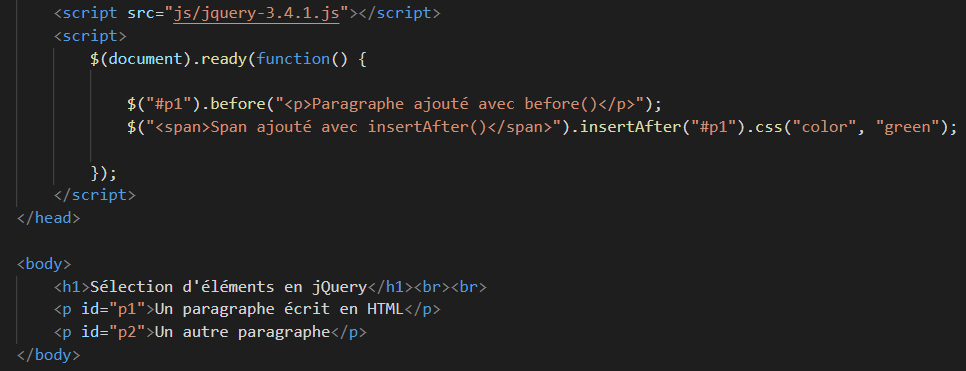 <script src="js/jquery-3.4.1.js"></script>
<script>
$(document).ready(function() {
$("#p1").before("<p>Paragraphe ajouté avec before()</p>");
$("<span>Span ajouté avec insertAfter()</span>").insertAfter("#p1").css("color", "green");
});
</script>
</head>
<body>
<h1>Sélection d'éléments en jQuery</h1><br><br>
<p id="p1">Un paragraphe écrit en HTML</p>
<p id="p2">Un autre paragraphe</p>
</body>